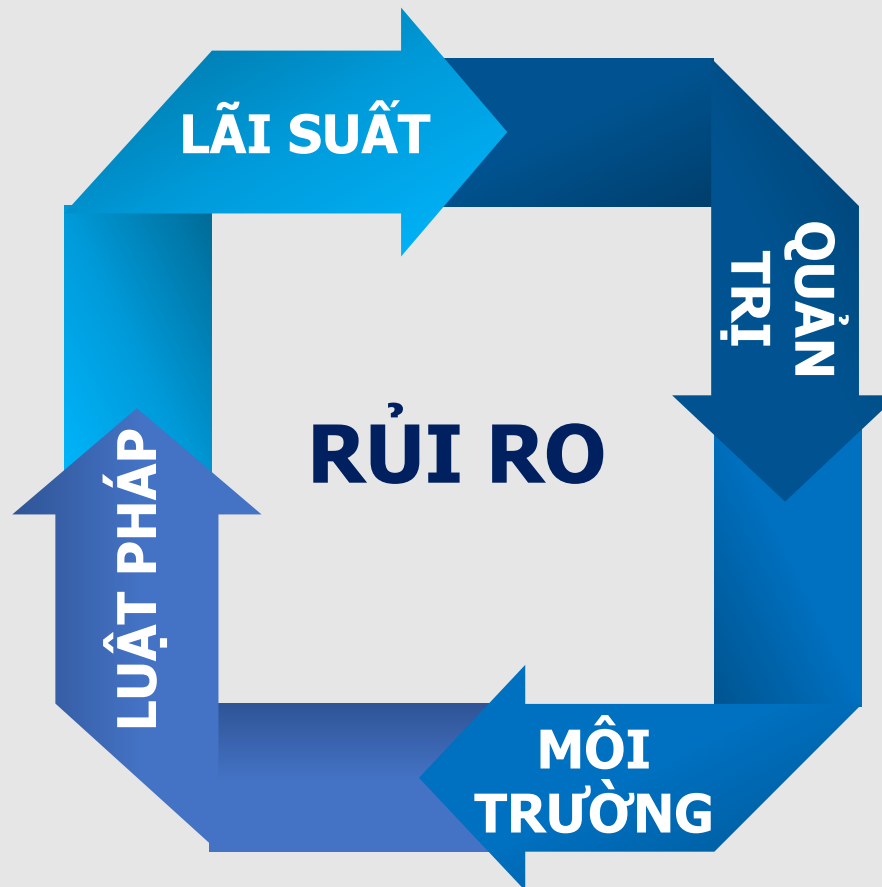 LÃI SUẤT
QUẢN
TRỊ
RỦI RO
LUẬT PHÁP
MÔI
TRƯỜNG